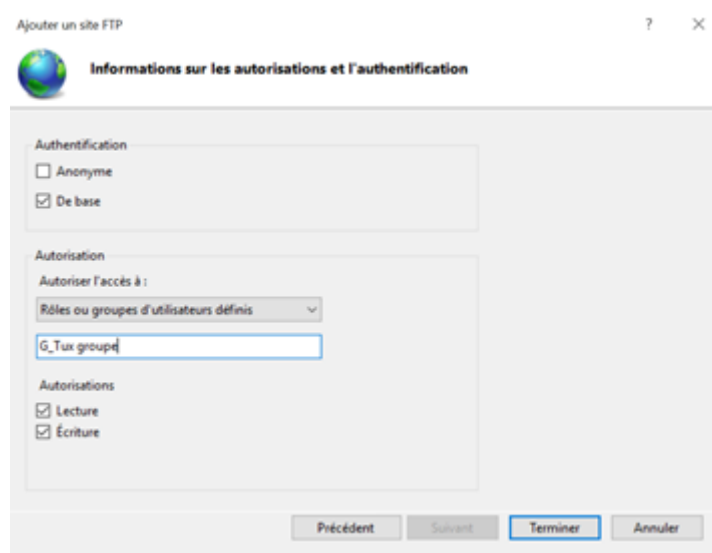 Ajouter un site FTP
?
Informations sur les autorisations et l'authentification
Authentification
Anonyme
De base
Autorisation
Autoriser l'accès à :
Rôles ou groupes d'utilisateurs définis
G_Tux groupe
Autorisations
Lecture
Écriture
Précédent Suivant Terminer Annuler